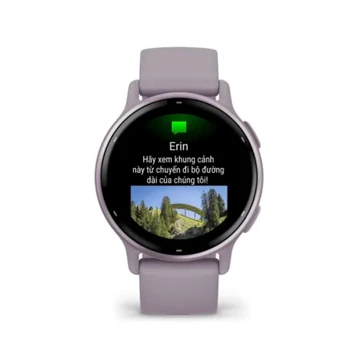 Erin
Hãy xem khung cảnh
này từ chuyến đi bộ đường
dài của chúng tôi!